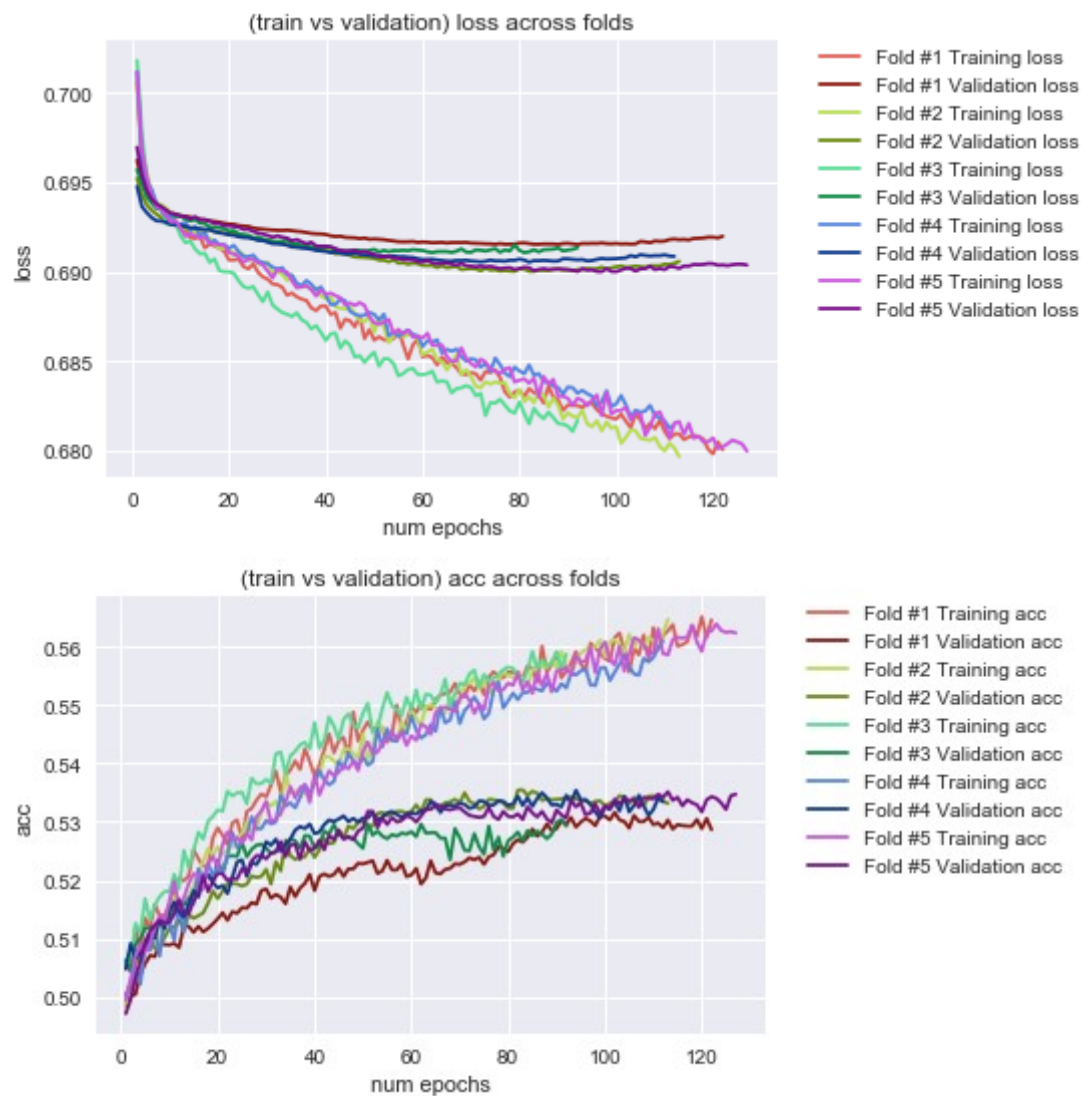 (train vs validation) loss across folds
0.700
0.695
0.690
0.685
0.680
loss
0
20
40
60
80
100
120
num epochs
Fold #1 Training loss
Fold #1 Validation loss
Fold #2 Training loss
Fold #2 Validation loss
Fold #3 Training loss
Fold #3 Validation loss
Fold #4 Training loss
Fold #4 Validation loss
Fold #5 Training loss
Fold #5 Validation loss
(train vs validation) acc across folds
0.56
0.55
0.54
0.53
0.52
0.51
0.50
acc
0
20
40
60
80
100
120
num epochs
Fold #1 Training acc
Fold #1 Validation acc
Fold #2 Training acc
Fold #2 Validation acc
Fold #3 Training acc
Fold #3 Validation acc
Fold #4 Training acc
Fold #4 Validation acc
Fold #5 Training acc
Fold #5 Validation acc